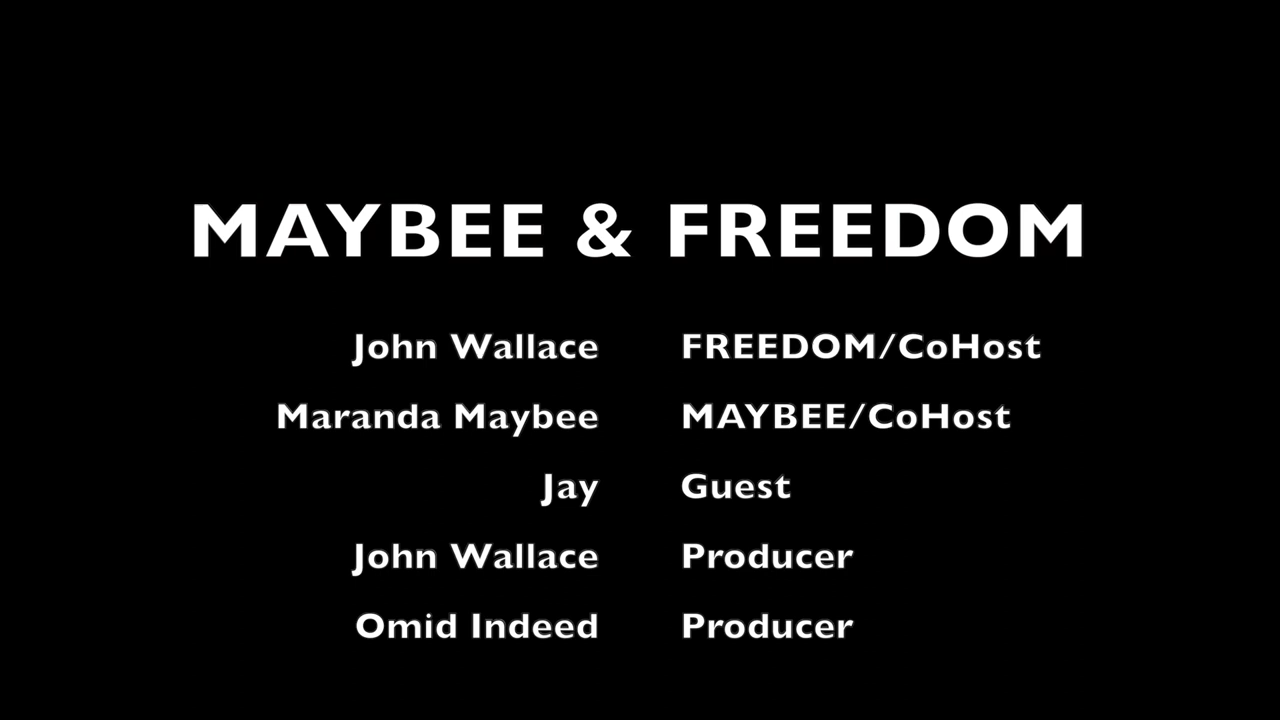 MAYBEE & FREEDOM
John Wallace FREEDOM/CoHost
Maranda Maybee MAYBEE/CoHost
Jay Guest
John Wallace Producer
Omid Indeed Producer